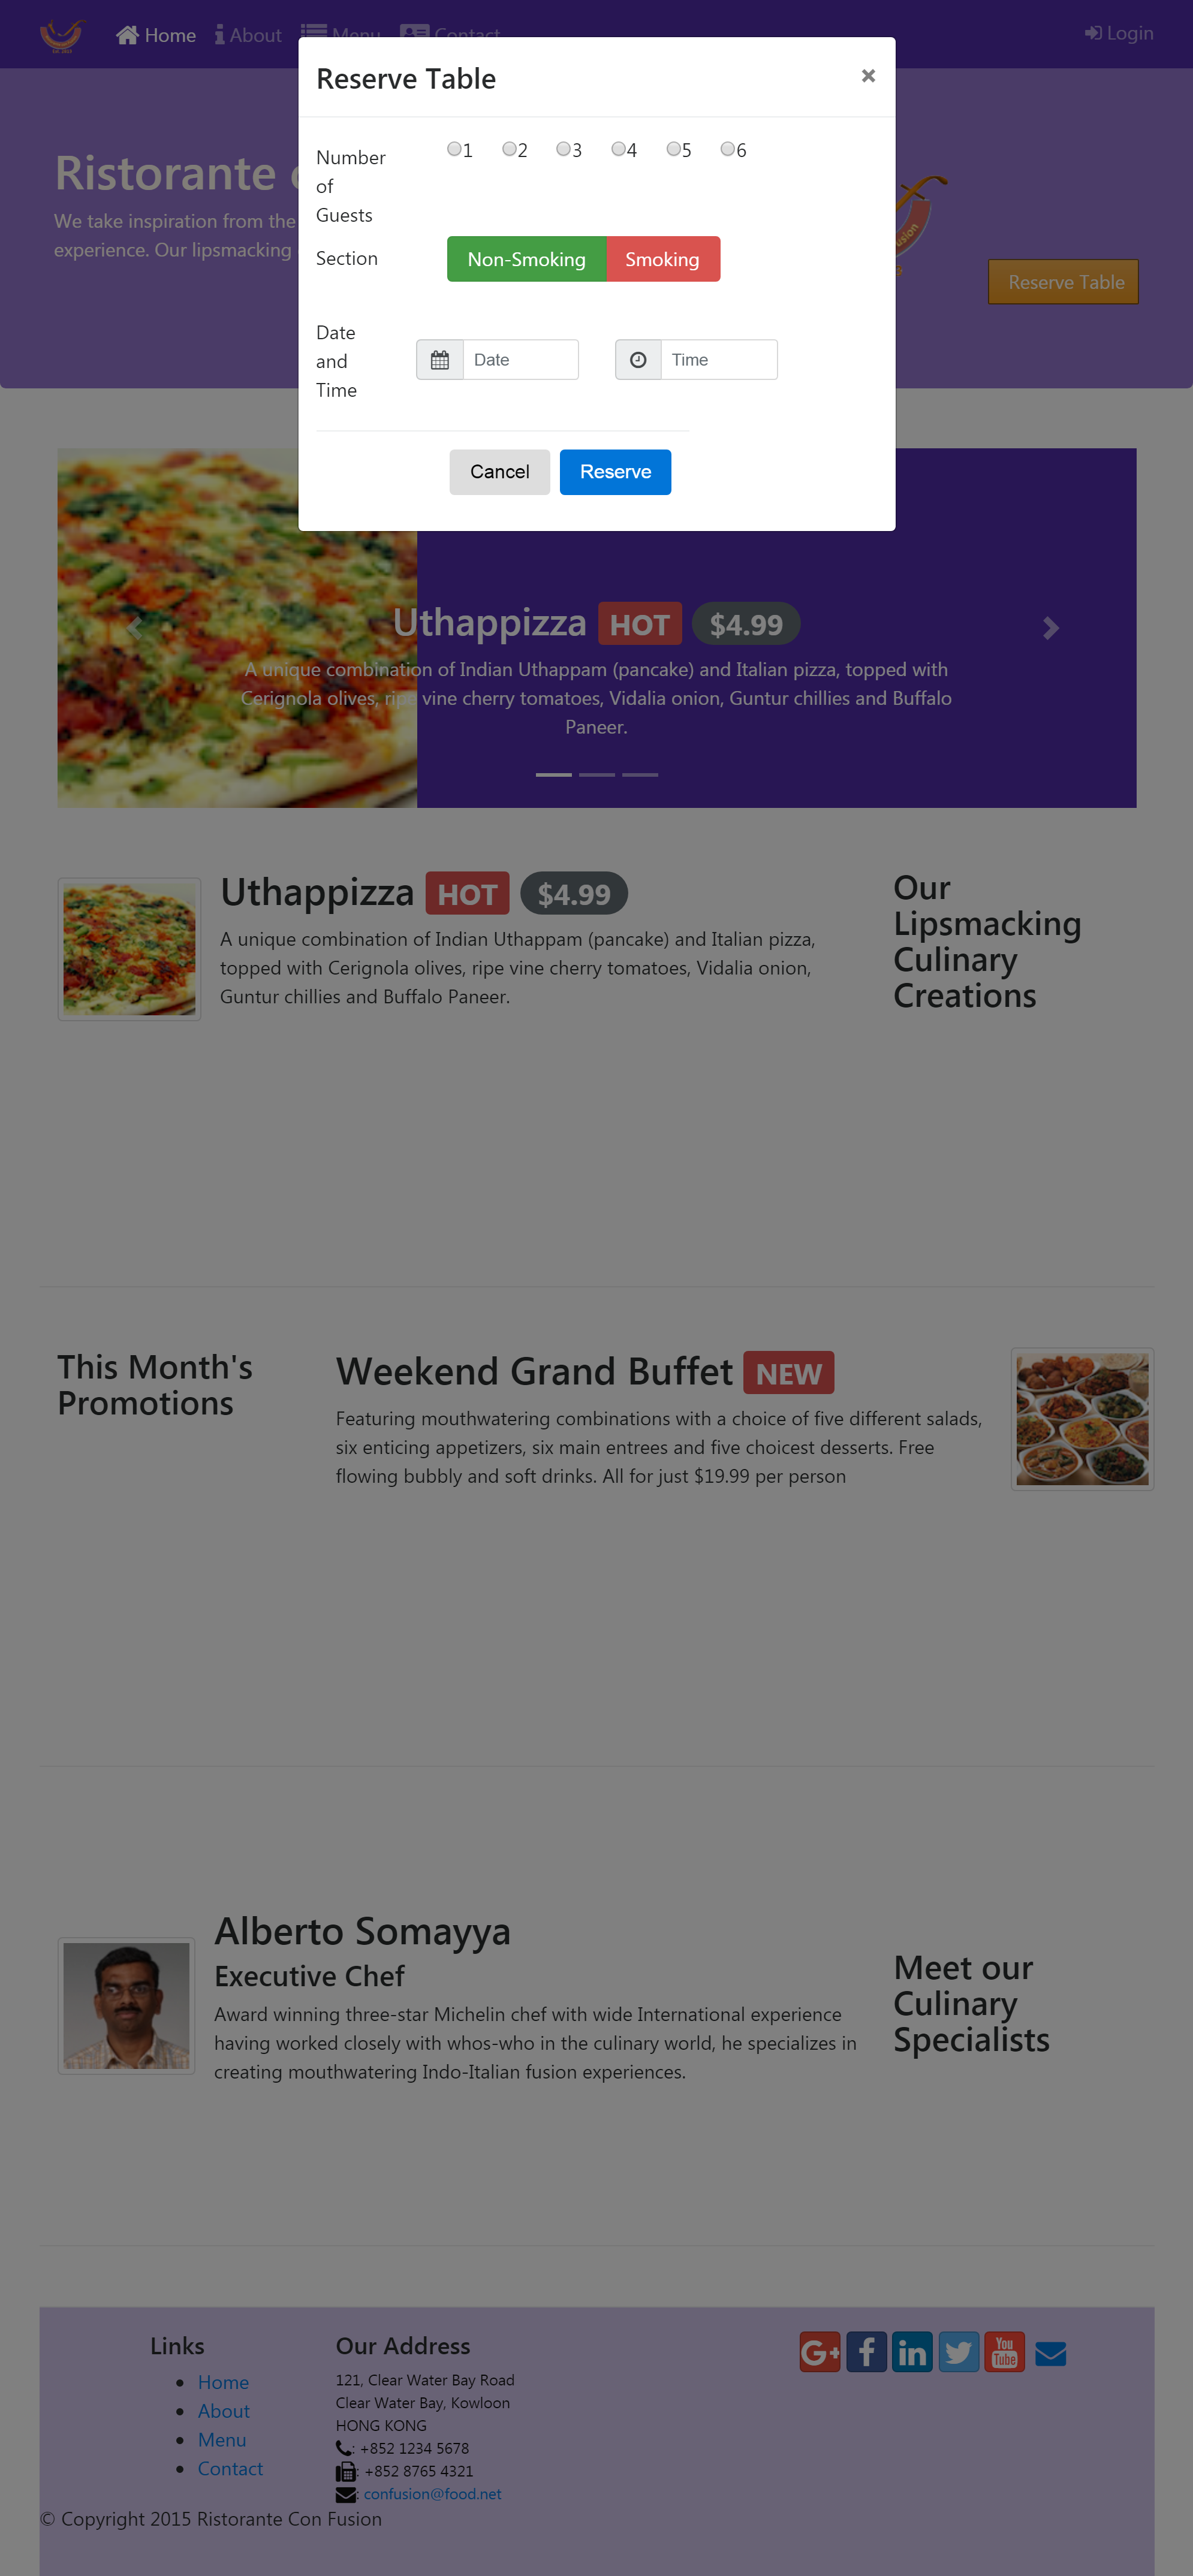 Home About Menu Contact Login
Reserve Table ×
Number of Guests
1 2 3 4 5 6
Section
Non-Smoking Smoking
Date and Time
Date Time
Cancel Reserve
Ristorante
We take inspiration from the
experience. Our lipsmacking
Reserve Table
Uthappizza HOT $4.99
A unique combination of Indian Uthappam (pancake) and Italian pizza, topped with
Cerignola olives, ripe vine cherry tomatoes, Vidalia onion, Guntur chillies and Buffalo
Paneer.
Uthappizza HOT $4.99
A unique combination of Indian Uthappam (pancake) and Italian pizza,
topped with Cerignola olives, ripe vine cherry tomatoes, Vidalia onion,
Guntur chillies and Buffalo Paneer.
Our
Lipsmacking
Culinary
Creations
This Month's
Promotions
Weekend Grand Buffet NEW
Featuring mouthwatering combinations with a choice of five different salads,
six enticing appetizers, six main entrees and five choicest desserts. Free
flowing bubbly and soft drinks. All for just $19.99 per person
Alberto Somayya
Executive Chef
Award winning three-star Michelin chef with wide International experience
having worked closely with whos-who in the culinary world, he specializes in
creating mouthwatering Indo-Italian fusion experiences.
Meet our
Culinary
Specialists
Links
Home
About
Menu
Contact
Our Address
121, Clear Water Bay Road
Clear Water Bay, Kowloon
HONG KONG
: +852 1234 5678
: +852 8765 4321
: confusion@food.net
G+ f in You Tube
© Copyright 2015 Ristorante Con Fusion